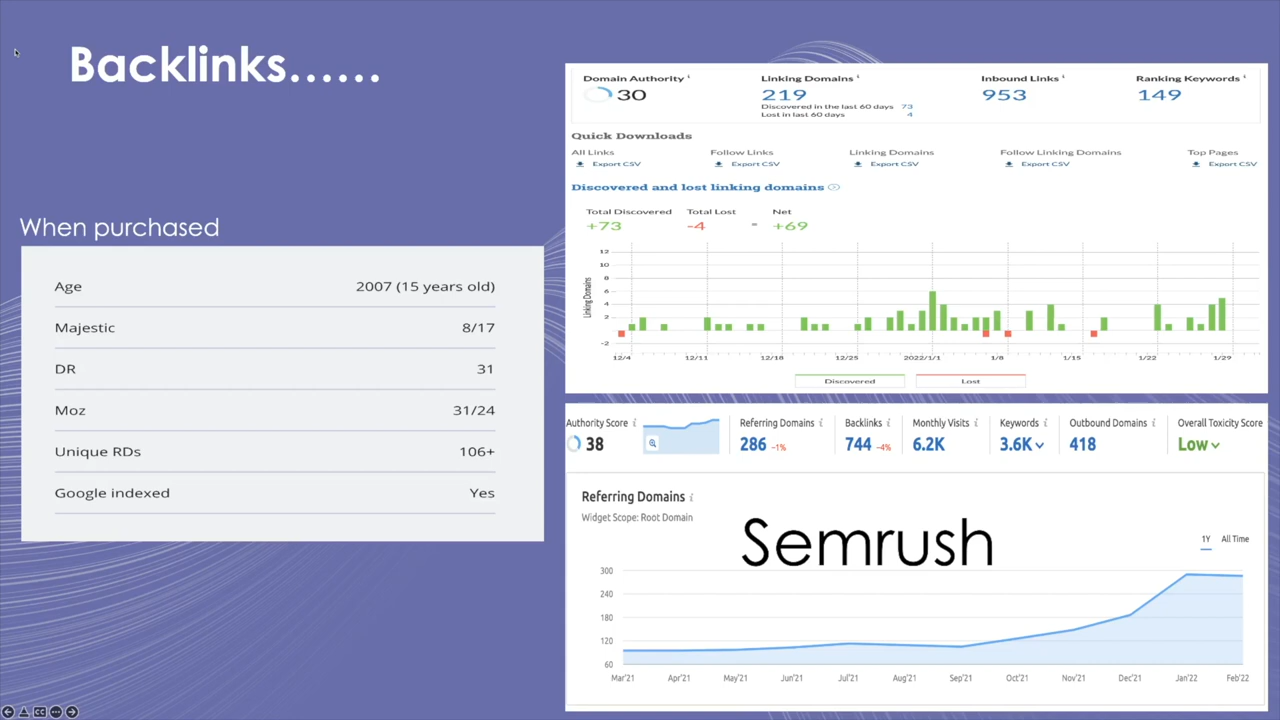 Backlinks......
When purchased
Age 2007 (15 years old)
Majestic 8/17
DR 31
Moz 31/24
Unique RDs 106+
Google indexed Yes
Domain Authority i Linking Domains i Inbound Links i Ranking Keywords i
30 219 953 149
Discovered in the last 60 days 73
Lost in last 60 days 4
Quick Downloads
All Links Follow Links Linking Domains Follow Linking Domains Top Pages
Export CSV Export CSV Export CSV Export CSV Export CSV
Discovered and lost linking domains
Total Discovered Total Lost Net
+73 -4 = +69
Linking Domains
12
10
8
6
4
2
-2
12/4 12/11 12/18 12/25 2022/1/1 1/8 1/15 1/22 1/29
Discovered Lost
Authority Score i Referring Domains i Backlinks i Monthly Visits i Keywords i Outbound Domains i Overall Toxicity Score
38 286 -1% 744 -4% 6.2K 3.6K 418 Low
Referring Domains i
Widget Scope: Root Domain
Semrush
1Y All Time
300
240
180
120
60
Mar'21 Apr'21 May'21 Jun'21 Jul'21 Aug'21 Sep'21 Oct'21 Nov'21 Dec'21 Jan'22 Feb'22
CC